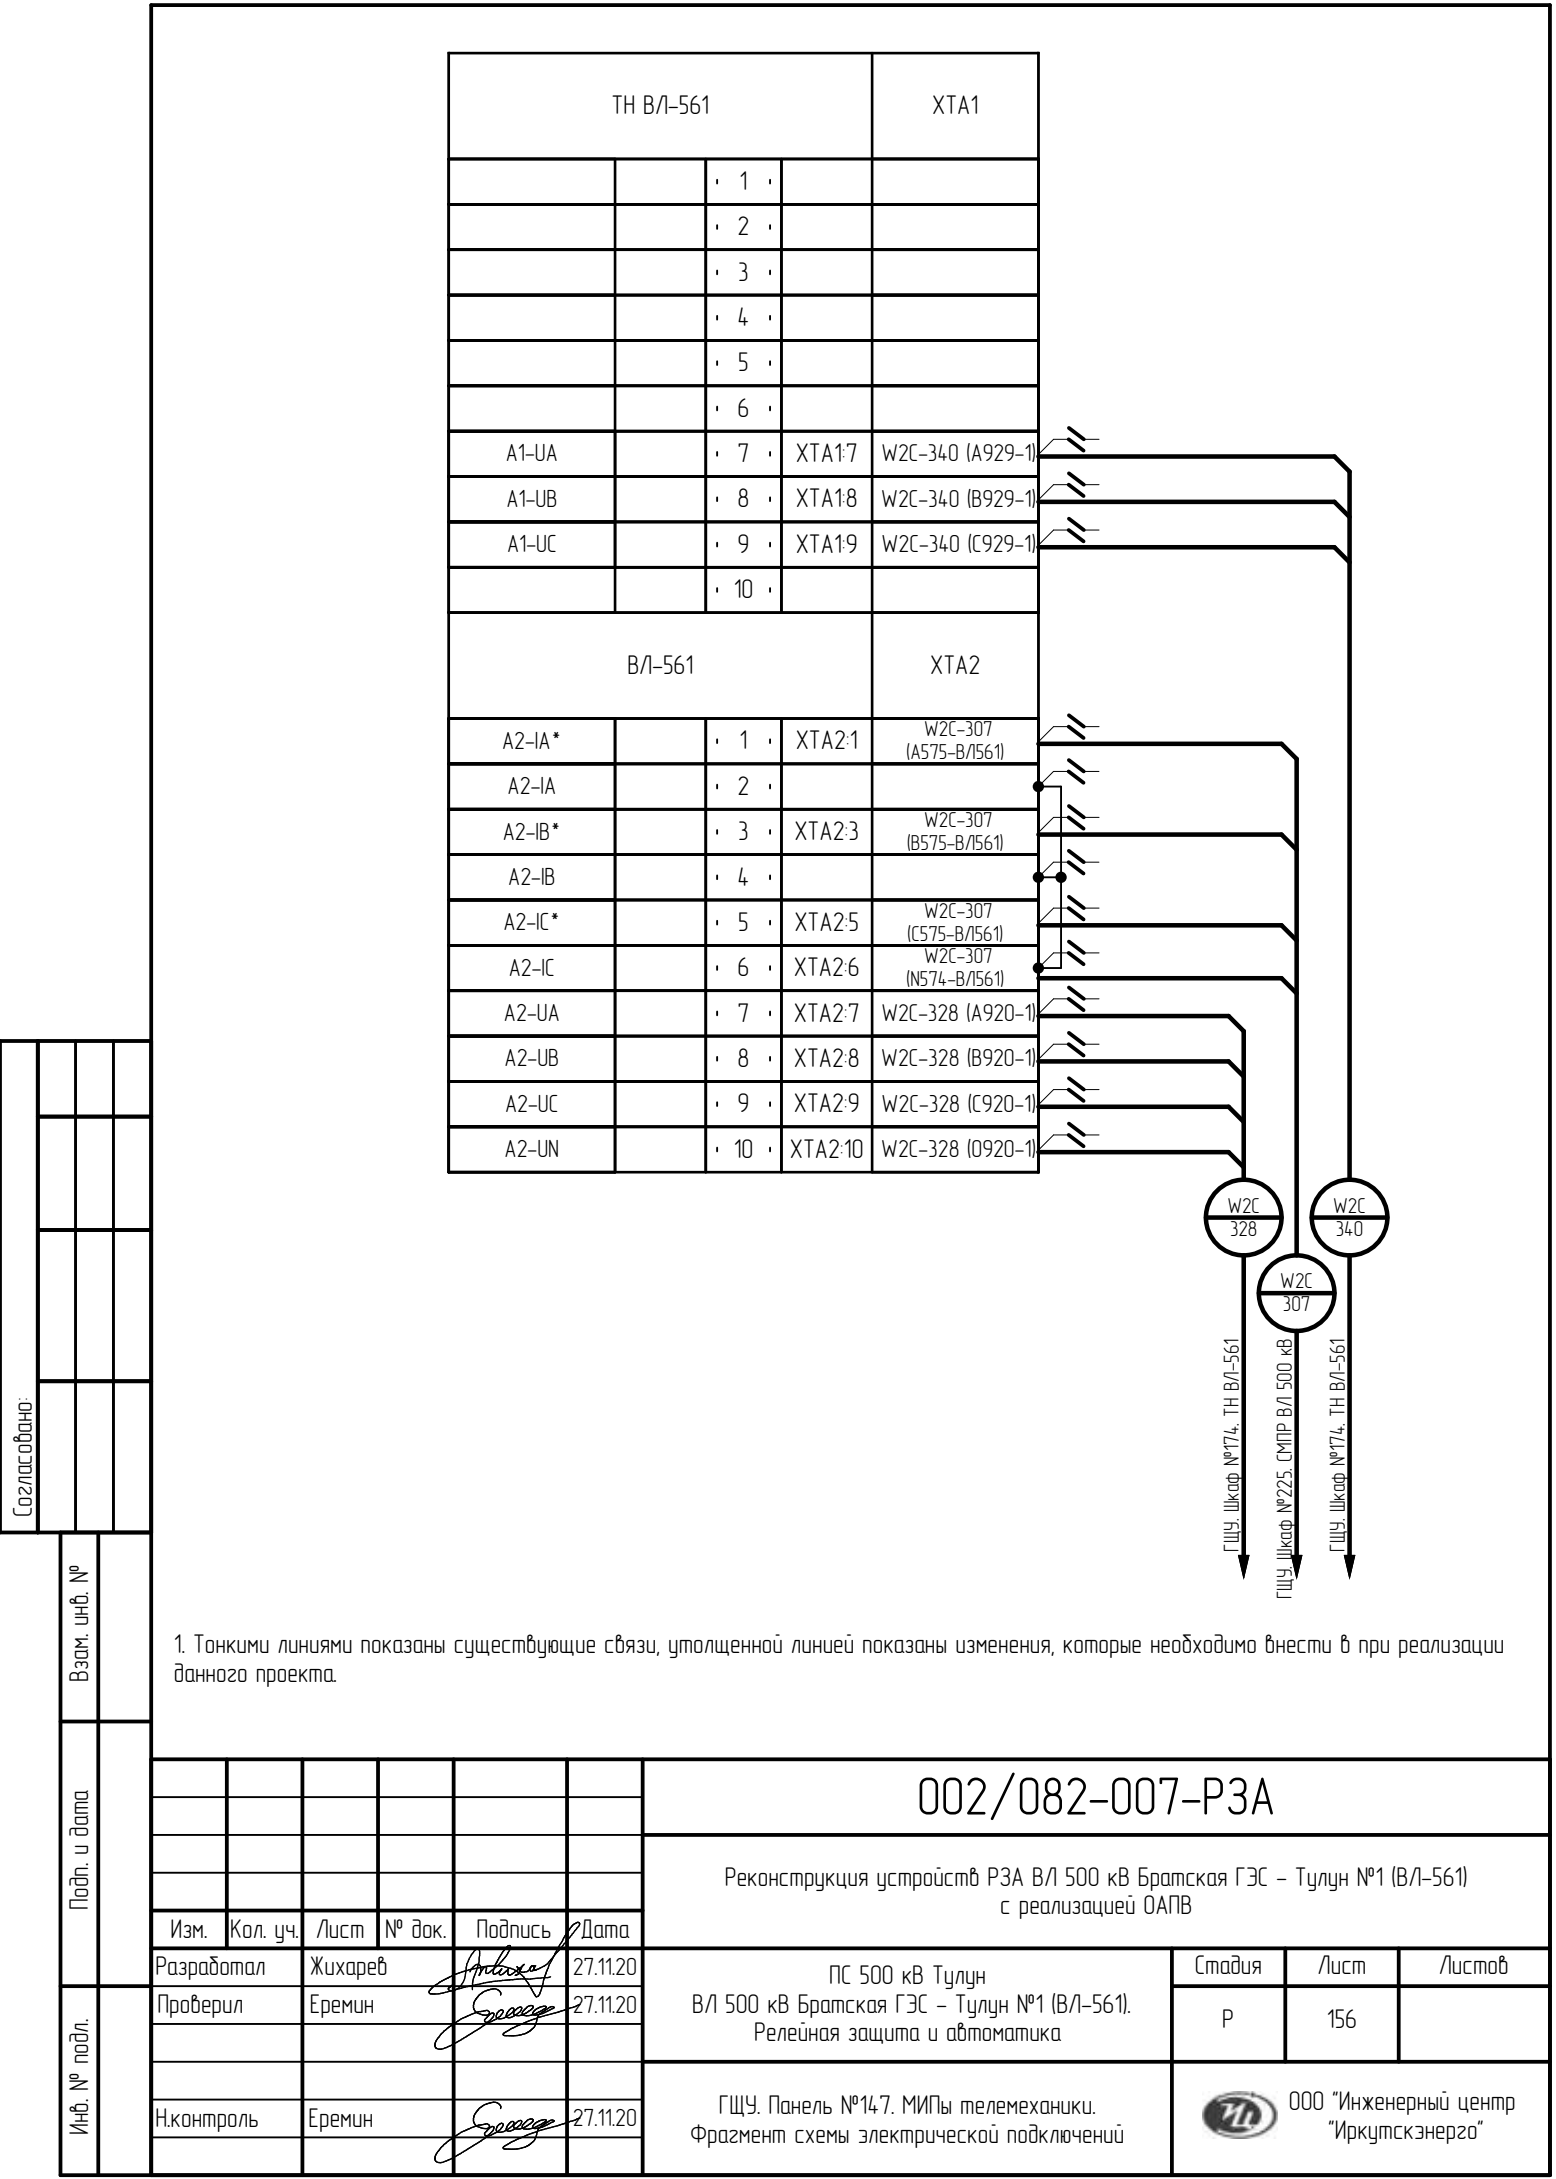 ТН ВЛ-561 XTA1
1
2
3
4
5
6
A1-UA 7 XTA1:7 W2C-340 (A929-1)
A1-UB 8 XTA1:8 W2C-340 (B929-1)
A1-UC 9 XTA1:9 W2C-340 (C929-1)
10
ВЛ-561 XTA2
A2-IA* 1 XTA2:1 W2C-307
(A575-ВЛ561)
A2-IA 2
A2-IB* 3 XTA2:3 W2C-307
(B575-ВЛ561)
A2-IB 4
A2-IC* 5 XTA2:5 W2C-307
(C575-ВЛ561)
A2-IC 6 XTA2:6 W2C-307
(N574-ВЛ561)
A2-UA 7 XTA2:7 W2C-328 (A920-1)
A2-UB 8 XTA2:8 W2C-328 (B920-1)
A2-UC 9 XTA2:9 W2C-328 (C920-1)
A2-UN 10 XTA2:10 W2C-328 (0920-1)
W2C
328
W2C
340
W2C
307
ГЩУ. Шкаф №174. ТН ВЛ-561
ГЩУ. Шкаф №225. СМПР ВЛ 500 кВ
ГЩУ. Шкаф №174. ТН ВЛ-561
1. Тонкими линиями показаны существующие связи, утолщенной линией показаны изменения, которые необходимо внести в при реализации
данного проекта.
Согласовано:
Взам. инв. №
Подп. и дата
Инв. № подл.
002/082-007-РЗА
Реконструкция устройств РЗА ВЛ 500 кВ Братская ГЭС - Тулун №1 (ВЛ-561)
с реализацией ОАПВ
Изм. Кол. уч. Лист № док. Подпись Дата
Разработал Жихарев 27.11.20
Проверил Еремин 27.11.20
Н.контроль Еремин 27.11.20
ПС 500 кВ Тулун
ВЛ 500 кВ Братская ГЭС - Тулун №1 (ВЛ-561).
Релейная защита и автоматика
Стадия Лист Листов
Р 156
ГЩУ. Панель №147. МИПы телемеханики.
Фрагмент схемы электрической подключений
ООО "Инженерный центр
"Иркутскэнерго"